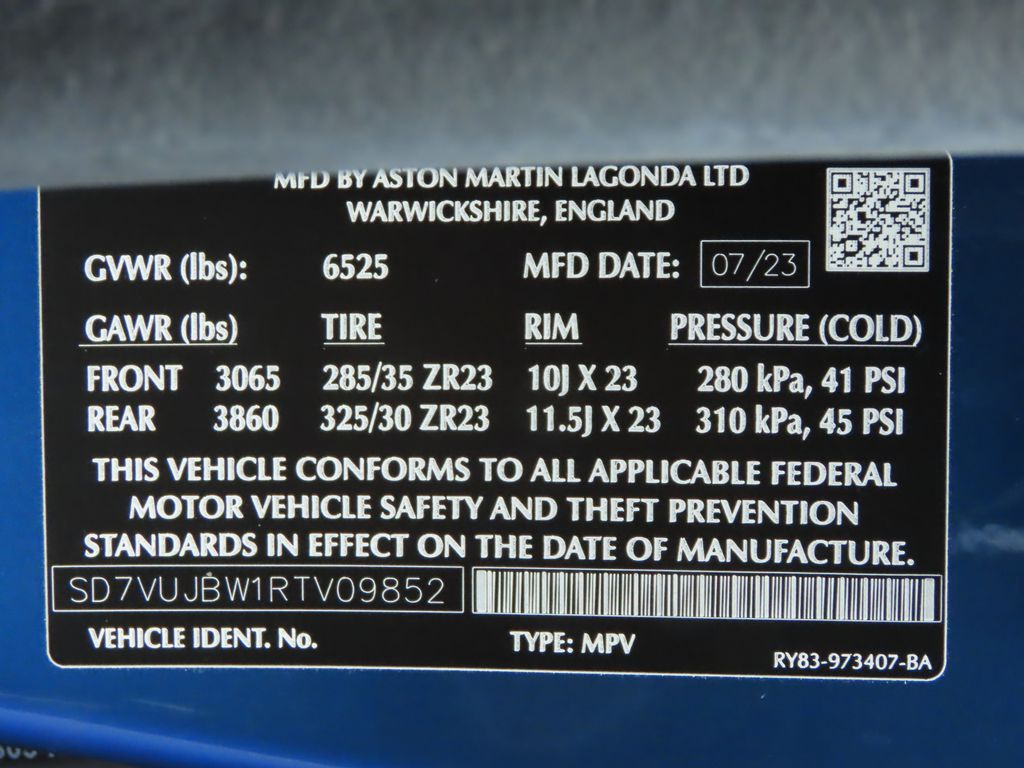 MFD BY ASTON MARTIN LAGONDA LTD
WARWICKSHIRE, ENGLAND
GVWR (lbs): 6525 MFD DATE: 07/23
GAWR (lbs) TIRE RIM PRESSURE (COLD)
FRONT 3065 285/35 ZR23 10J X 23 280 kPa, 41 PSI
REAR 3860 325/30 ZR23 11.5J X 23 310 kPa, 45 PSI
THIS VEHICLE CONFORMS TO ALL APPLICABLE FEDERAL
MOTOR VEHICLE SAFETY AND THEFT PREVENTION
STANDARDS IN EFFECT ON THE DATE OF MANUFACTURE.
SD7VUJBW1RTV09852
VEHICLE IDENT. No. TYPE: MPV
RY83-973407-BA